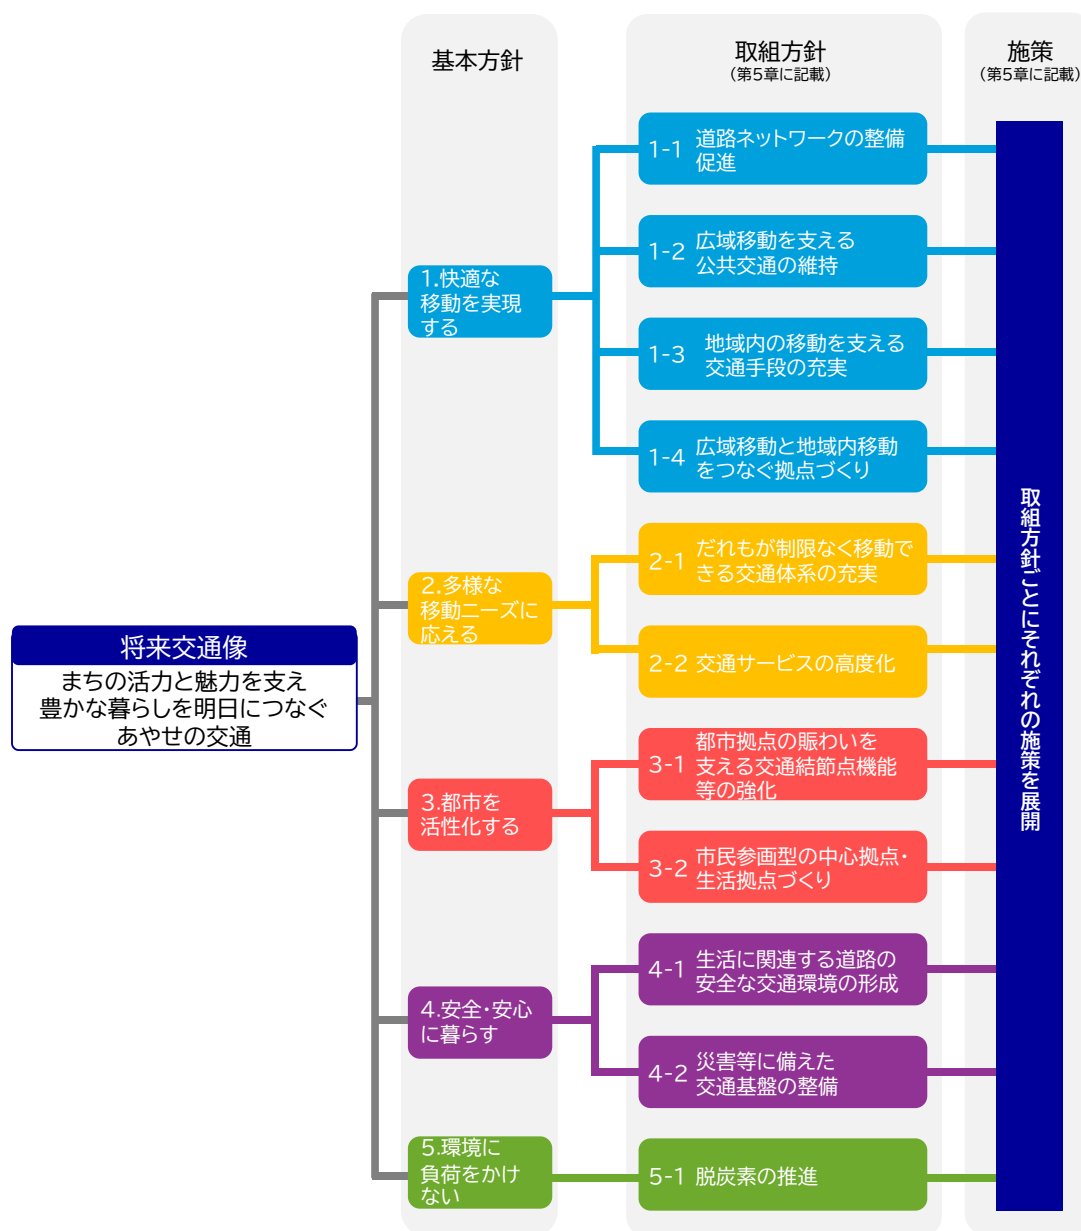 基本方針
取組方針
（第5章に記載）
施策
（第5章に記載）
将来交通像
まちの活力と魅力を支え
豊かな暮らしを明日につなぐ
あやせの交通
1.快適な
移動を実現
する
1-1 道路ネットワークの整備
促進
1-2 広域移動を支える
公共交通の維持
1-3 地域内の移動を支える
交通手段の充実
1-4 広域移動と地域内移動
をつなぐ拠点づくり
2.多様な
移動ニーズに
応える
2-1 だれもが制限なく移動で
きる交通体系の充実
2-2 交通サービスの高度化
3.都市を
活性化する
3-1 都市拠点の賑わいを
支える交通結節点機能
等の強化
3-2 市民参画型の中心拠点・
生活拠点づくり
4.安全・安心
に暮らす
4-1 生活に関連する道路の
安全な交通環境の形成
4-2 災害等に備えた
交通基盤の整備
5.環境に
負荷をかけ
ない
5-1 脱炭素の推進
取組方針ごとにそれぞれの施策を展開